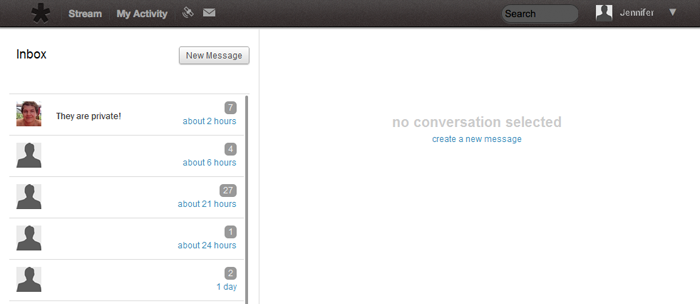 Stream My Activity Search Jennifer
Inbox New Message
They are private! 7
about 2 hours
4
about 6 hours
27
about 21 hours
1
about 24 hours
2
1 day
no conversation selected
create a new message